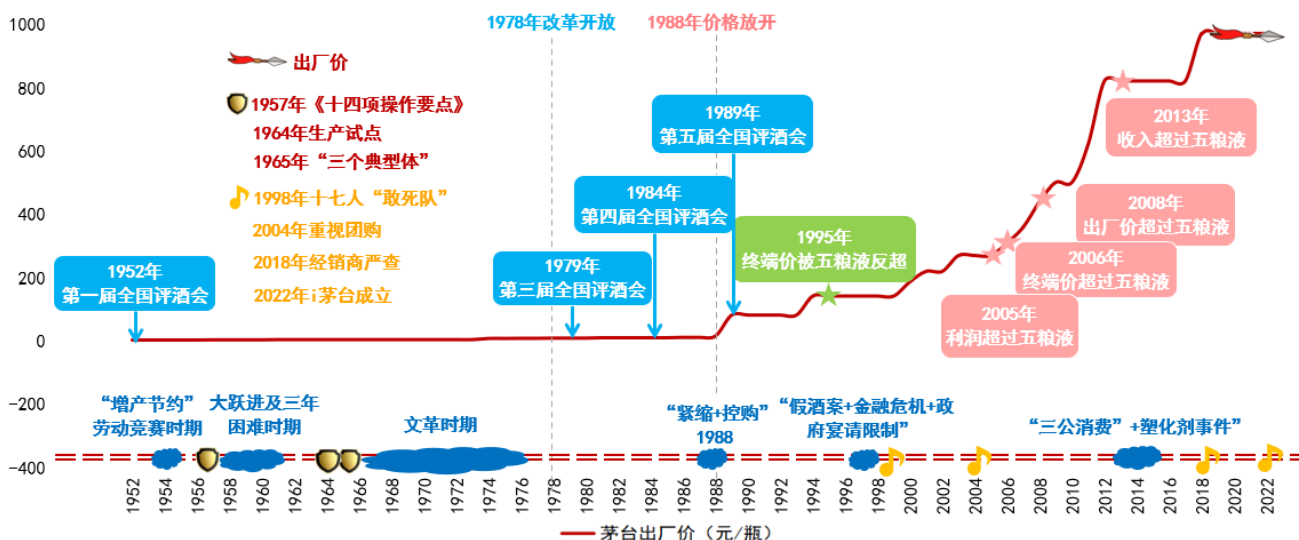 1978年改革开放
1988年价格放开
出厂价
1957年《十四项操作要点》
1964年生产试点
1965年“三个典型体”
1998年十七人“敢死队”
2004年重视团购
2018年经销商严查
2022年i茅台成立
1952年
第一届全国评酒会
1979年
第三届全国评酒会
1984年
第四届全国评酒会
1989年
第五届全国评酒会
1995年
终端价被五粮液反超
2013年
收入超过五粮液
2008年
出厂价超过五粮液
2006年
终端价超过五粮液
2005年
利润超过五粮液
1000
800
600
400
200
0
-200
-400
“增产节约”
劳动竞赛时期
大跃进及三年
困难时期
文革时期
“紧缩+控购”
1988
“假酒案+金融危机+政
府宴请限制”
“三公消费”+塑化剂事件”
1952
1954
1956
1958
1960
1962
1964
1966
1968
1970
1972
1974
1976
1978
1980
1982
1984
1986
1988
1990
1992
1994
1996
1998
2000
2002
2004
2006
2008
2010
2012
2014
2016
2018
2020
2022
茅台出厂价（元/瓶）